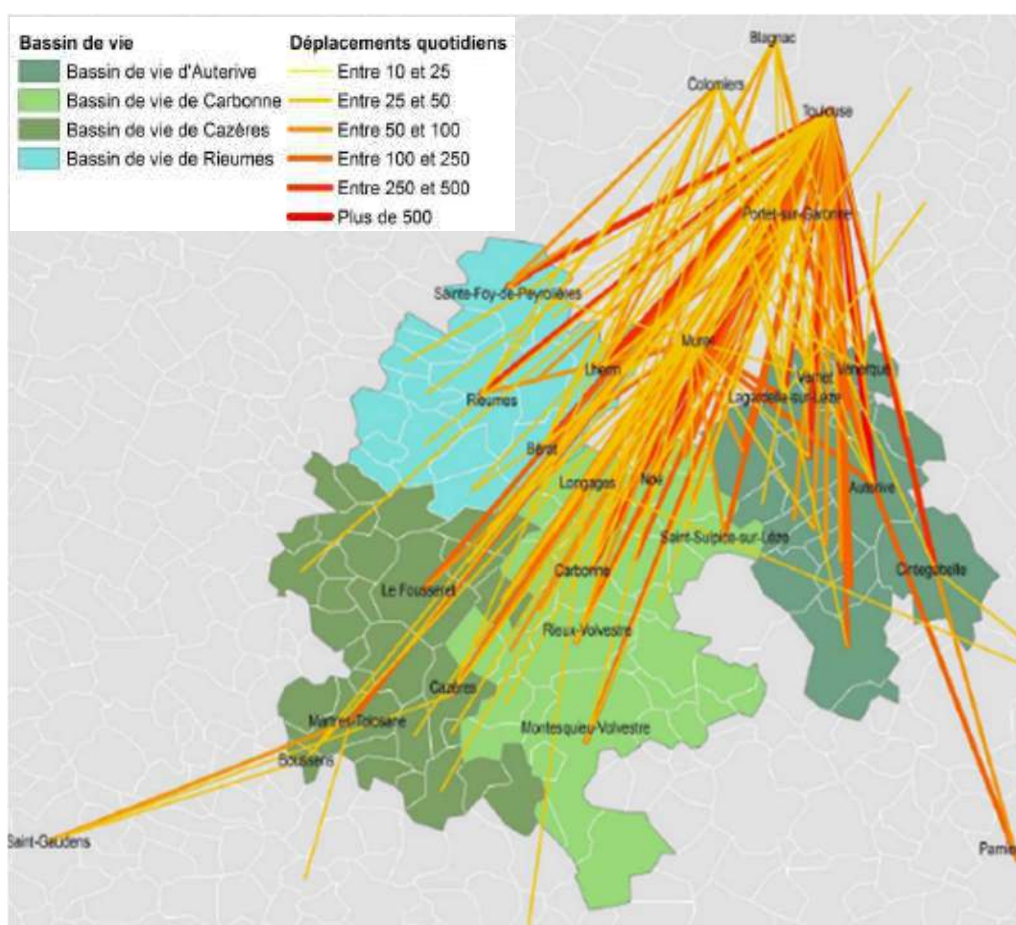 Bassin de vie
Bassin de vie d'Auterive
Bassin de vie de Carbonne
Bassin de vie de Cazères
Bassin de vie de Rieumes
Déplacements quotidiens
Entre 10 et 25
Entre 25 et 50
Entre 50 et 100
Entre 100 et 250
Entre 250 et 500
Plus de 500
Blagnac
Colomiers
Toulouse
Portet-sur-Garonne
Sainte-Foy-de-Peyrolières
Muret
Lherm
Vernet
Venerque
Rieumes
Lagardelle-sur-Lèze
Bérat
Longages
Noé
Auterive
Saint-Sulpice-sur-Lèze
Carbonne
Cintegabelle
Le Fousseret
Rieux-Volvestre
Cazères
Martres-Tolosane
Montesquieu-Volvestre
Boussens
Saint-Gaudens